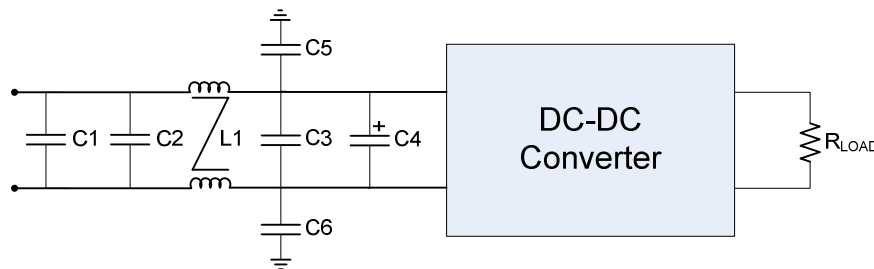 C5
C1
C2
L1
C3
+
C4
DC-DC
Converter
RLOAD
C6